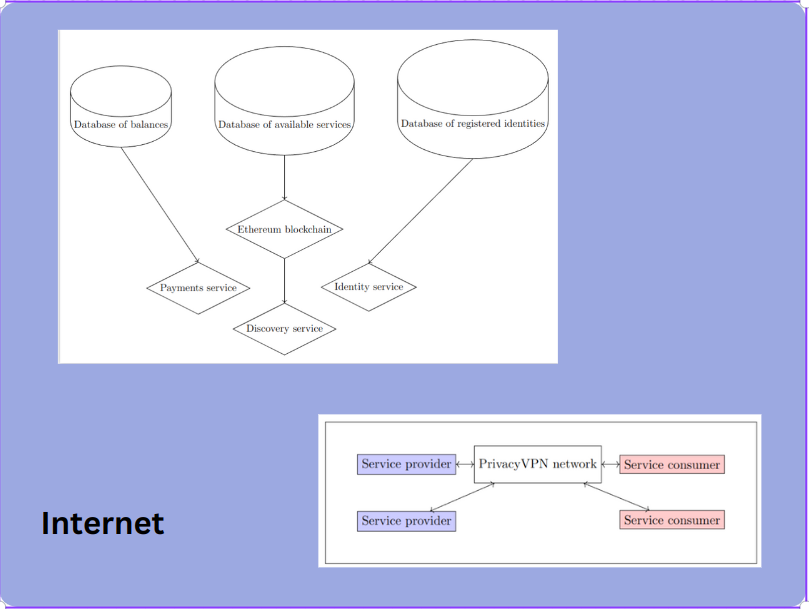 Database of balances
Database of available services
Database of registered identities
Ethereum blockchain
Payments service
Identity service
Discovery service
Service provider
PrivacyVPN network
Service consumer
Service provider
Service consumer
Internet